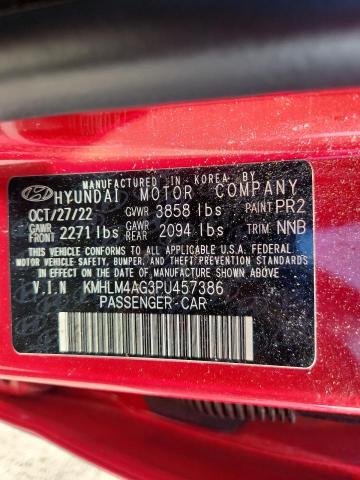 MANUFACTURED IN KOREA BY
HYUNDAI MOTOR COMPANY
OCT/27/22 GVWR 3858 lbs PAINT PR2
GAWR FRONT 2271 lbs GAWR REAR 2094 lbs TRIM NNB
THIS VEHICLE CONFORMS TO ALL APPLICABLE U.S.A. FEDERAL
MOTOR VEHICLE SAFETY, BUMPER, AND THEFT PREVENTION
STANDARDS IN EFFECT ON THE DATE OF MANUFACTURE SHOWN ABOVE.
V.I.N KMHLM4AG3PU457386
PASSENGER-CAR